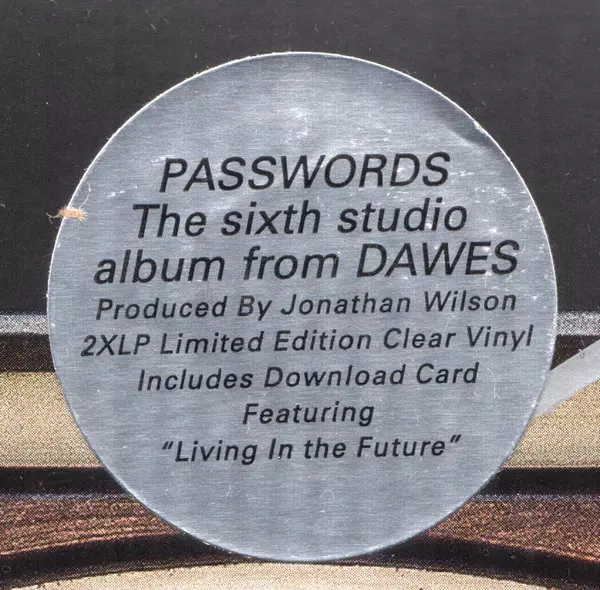 PASSWORDS
The sixth studio
album from DAWES
Produced By Jonathan Wilson
2XLP Limited Edition Clear Vinyl
Includes Download Card
Featuring
"Living In the Future"